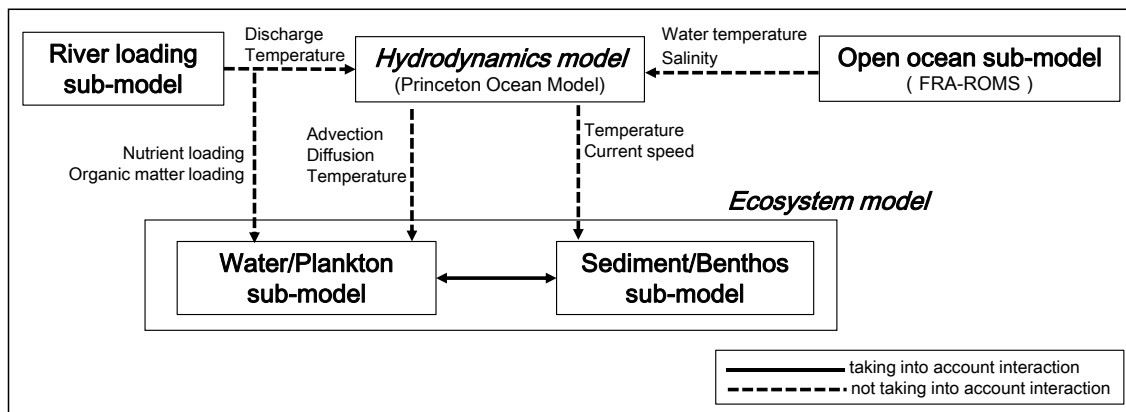 River loading
sub-model
Discharge
Temperature
Hydrodynamics model
(Princeton Ocean Model)
Water temperature
Salinity
Open ocean sub-model
( FRA-ROMS )
Nutrient loading
Organic matter loading
Advection
Diffusion
Temperature
Temperature
Current speed
Ecosystem model
Water/Plankton
sub-model
Sediment/Benthos
sub-model
taking into account interaction
not taking into account interaction